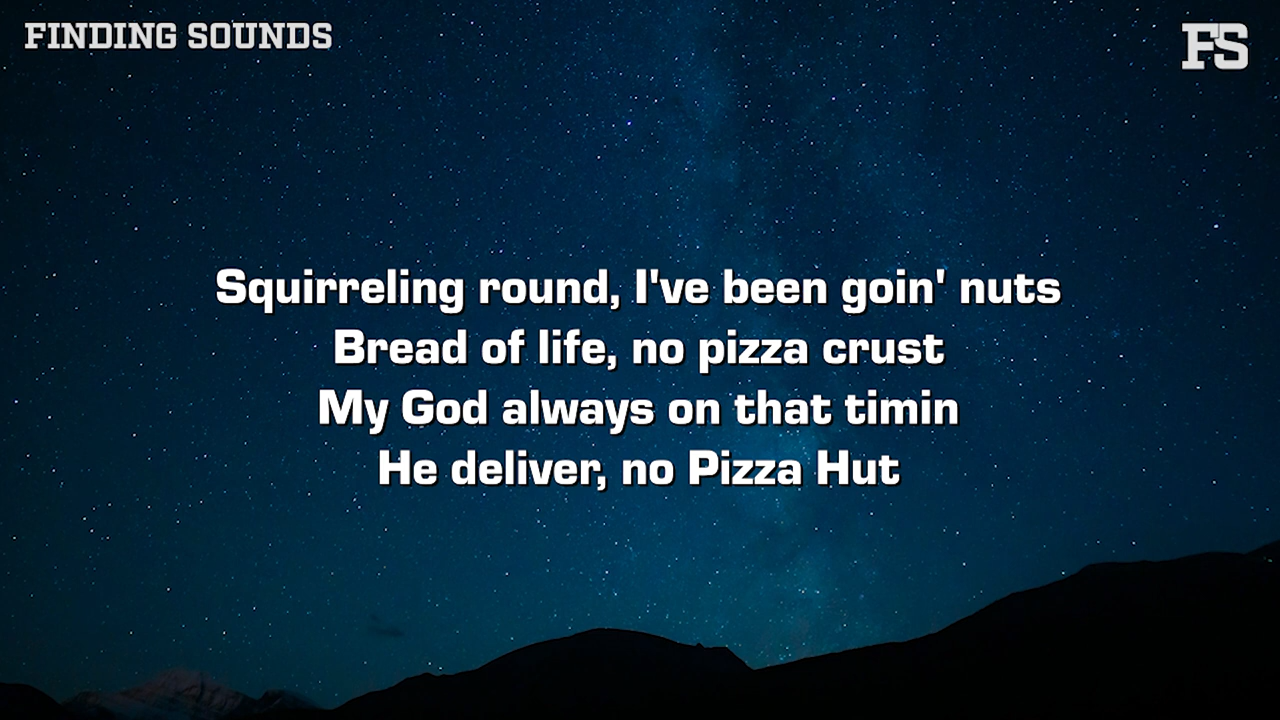 FINDING SOUNDS
FS
Squirreling round, I've been goin' nuts
Bread of life, no pizza crust
My God always on that timin
He deliver, no Pizza Hut